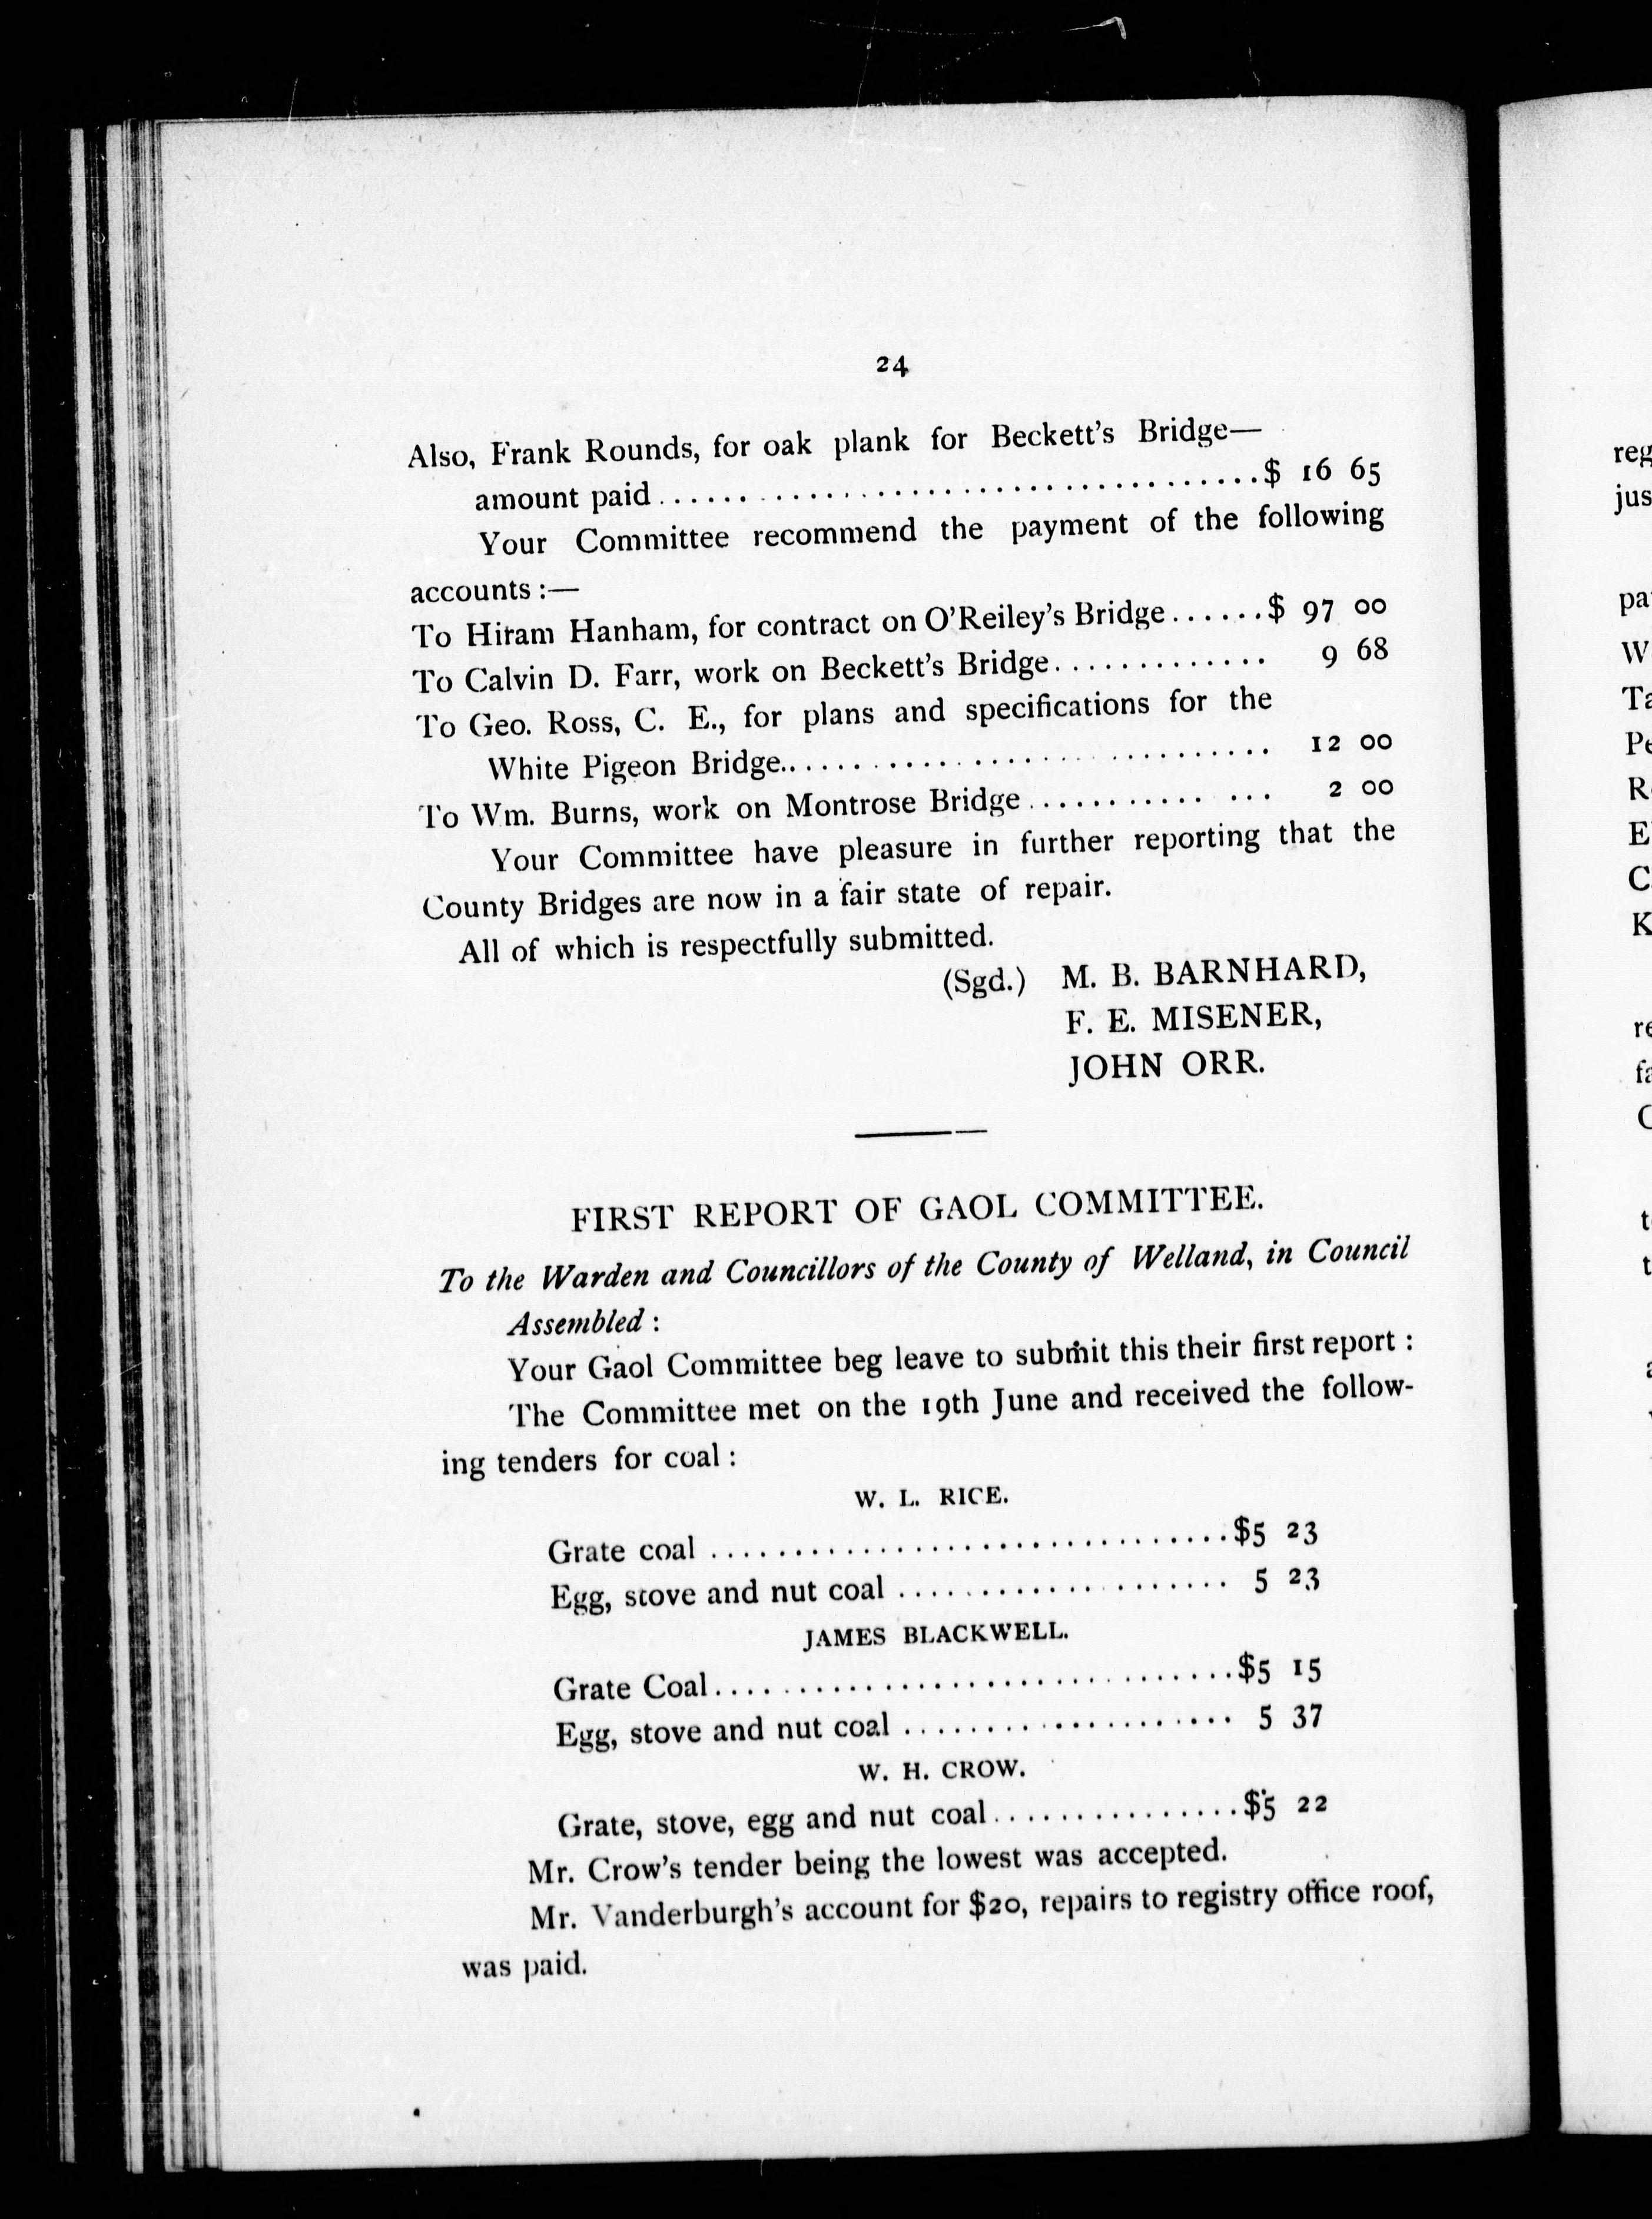 24
Also, Frank Rounds, for oak plank for Beckett's Bridge—
amount paid........................................$ 16 65
Your Committee recommend the payment of the following
accounts :—
To Hiram Hanham, for contract on O'Reiley's Bridge......$ 97 00
To Calvin D. Farr, work on Beckett's Bridge............. 9 68
To Geo. Ross, C. E., for plans and specifications for the
White Pigeon Bridge................................ 12 00
To Wm. Burns, work on Montrose Bridge........... ... 2 00
Your Committee have pleasure in further reporting that the
County Bridges are now in a fair state of repair.
All of which is respectfully submitted.
(Sgd.) M. B. BARNHARD,
F. E. MISENER,
JOHN ORR.
FIRST REPORT OF GAOL COMMITTEE.
To the Warden and Councillors of the County of Welland, in Council
Assembled :
Your Gaol Committee beg leave to submit this their first report :
The Committee met on the 19th June and received the follow-
ing tenders for coal :
W. L. RICE.
Grate coal ................................$5 23
Egg, stove and nut coal .................... 5 23
JAMES BLACKWELL.
Grate Coal................................$5 15
Egg, stove and nut coal .................... 5 37
W. H. CROW.
Grate, stove, egg and nut coal...............$5 22
Mr. Crow's tender being the lowest was accepted.
Mr. Vanderburgh's account for $20, repairs to registry office roof,
was paid.